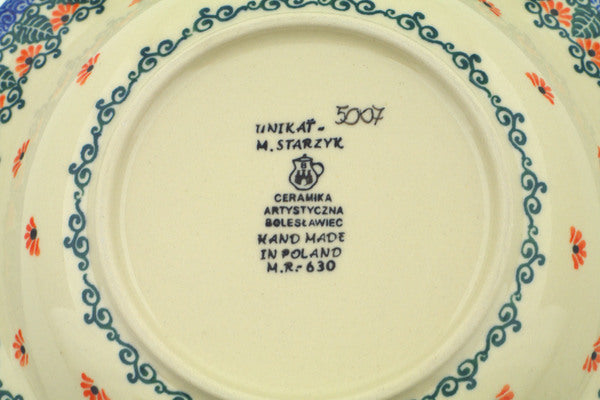 UNIKAT - 5007
M. STARZYK
B
CERAMIKA
ARTYSTYCZNA
BOLESŁAWIEC
HAND MADE
IN POLAND
M.R.- 630